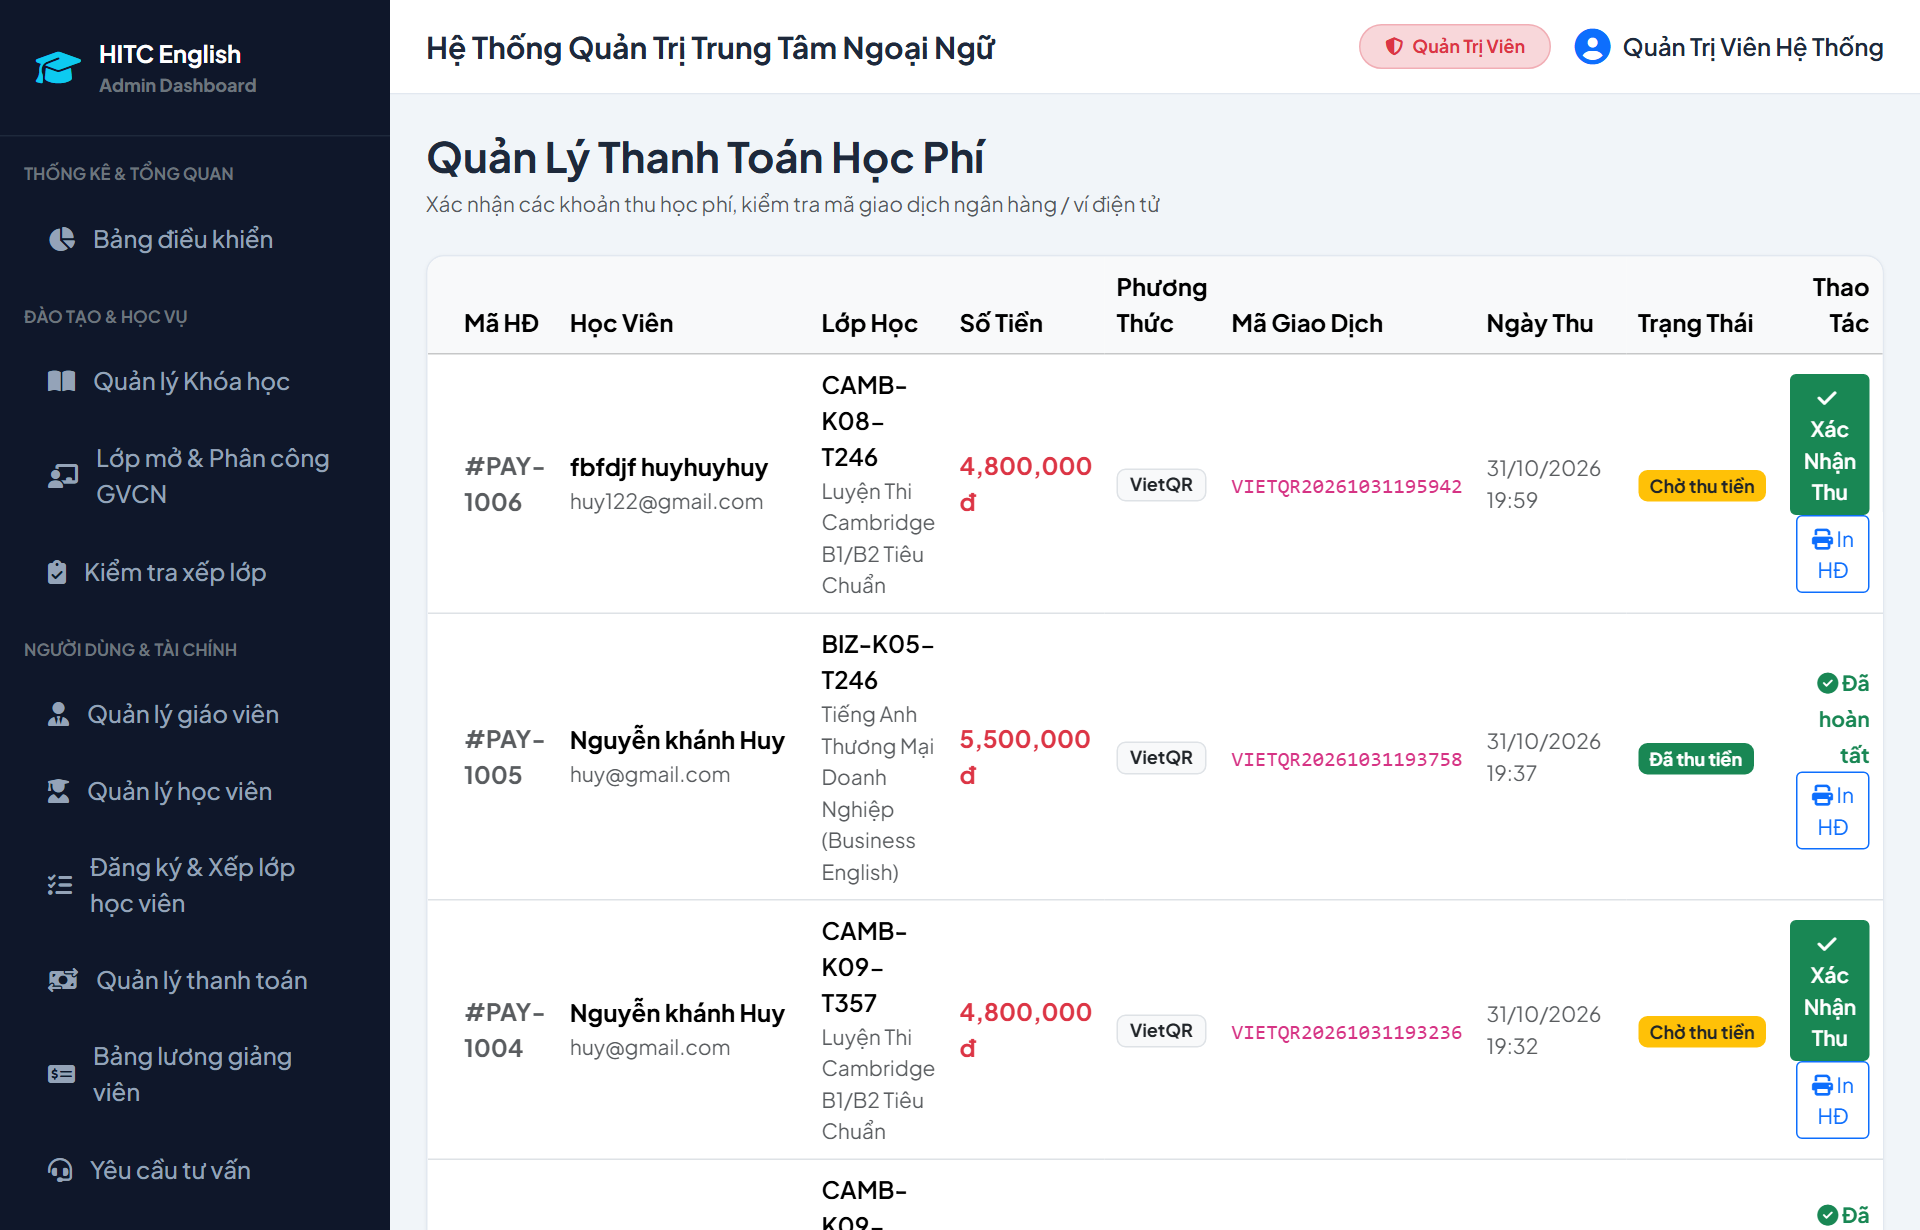 HITC English
Admin Dashboard
THỐNG KÊ & TỔNG QUAN
Bảng điều khiển
ĐÀO TẠO & HỌC VỤ
Quản lý Khóa học
Lớp mở & Phân công
GVCN
Kiểm tra xếp lớp
NGƯỜI DÙNG & TÀI CHÍNH
Quản lý giáo viên
Quản lý học viên
Đăng ký & Xếp lớp
học viên
Quản lý thanh toán
Bảng lương giảng
viên
Yêu cầu tư vấn
Hệ Thống Quản Trị Trung Tâm Ngoại Ngữ
Quản Trị Viên
Quản Trị Viên Hệ Thống
Quản Lý Thanh Toán Học Phí
Xác nhận các khoản thu học phí, kiểm tra mã giao dịch ngân hàng / ví điện tử
Mã HĐ
Học Viên
Lớp Học
Số Tiền
Phương
Thức
Mã Giao Dịch
Ngày Thu
Trạng Thái
Thao
Tác
#PAY-
1006
fbfdjf huyhuyhuy
huy122@gmail.com
CAMB-
K08-
T246
Luyện Thi
Cambridge
B1/B2 Tiêu
Chuẩn
4,800,000
đ
VietQR
VIETQR20261031195942
31/10/2026
19:59
Chờ thu tiền
Xác
Nhận
Thu
In
HĐ
#PAY-
1005
Nguyễn khánh Huy
huy@gmail.com
BIZ-K05-
T246
Tiếng Anh
Thương Mại
Doanh
Nghiệp
(Business
English)
5,500,000
đ
VietQR
VIETQR20261031193758
31/10/2026
19:37
Đã thu tiền
Đã
hoàn
tất
In
HĐ
#PAY-
1004
Nguyễn khánh Huy
huy@gmail.com
CAMB-
K09-
T357
Luyện Thi
Cambridge
B1/B2 Tiêu
Chuẩn
4,800,000
đ
VietQR
VIETQR20261031193236
31/10/2026
19:32
Chờ thu tiền
Xác
Nhận
Thu
In
HĐ
CAMB-
K09-
Đã